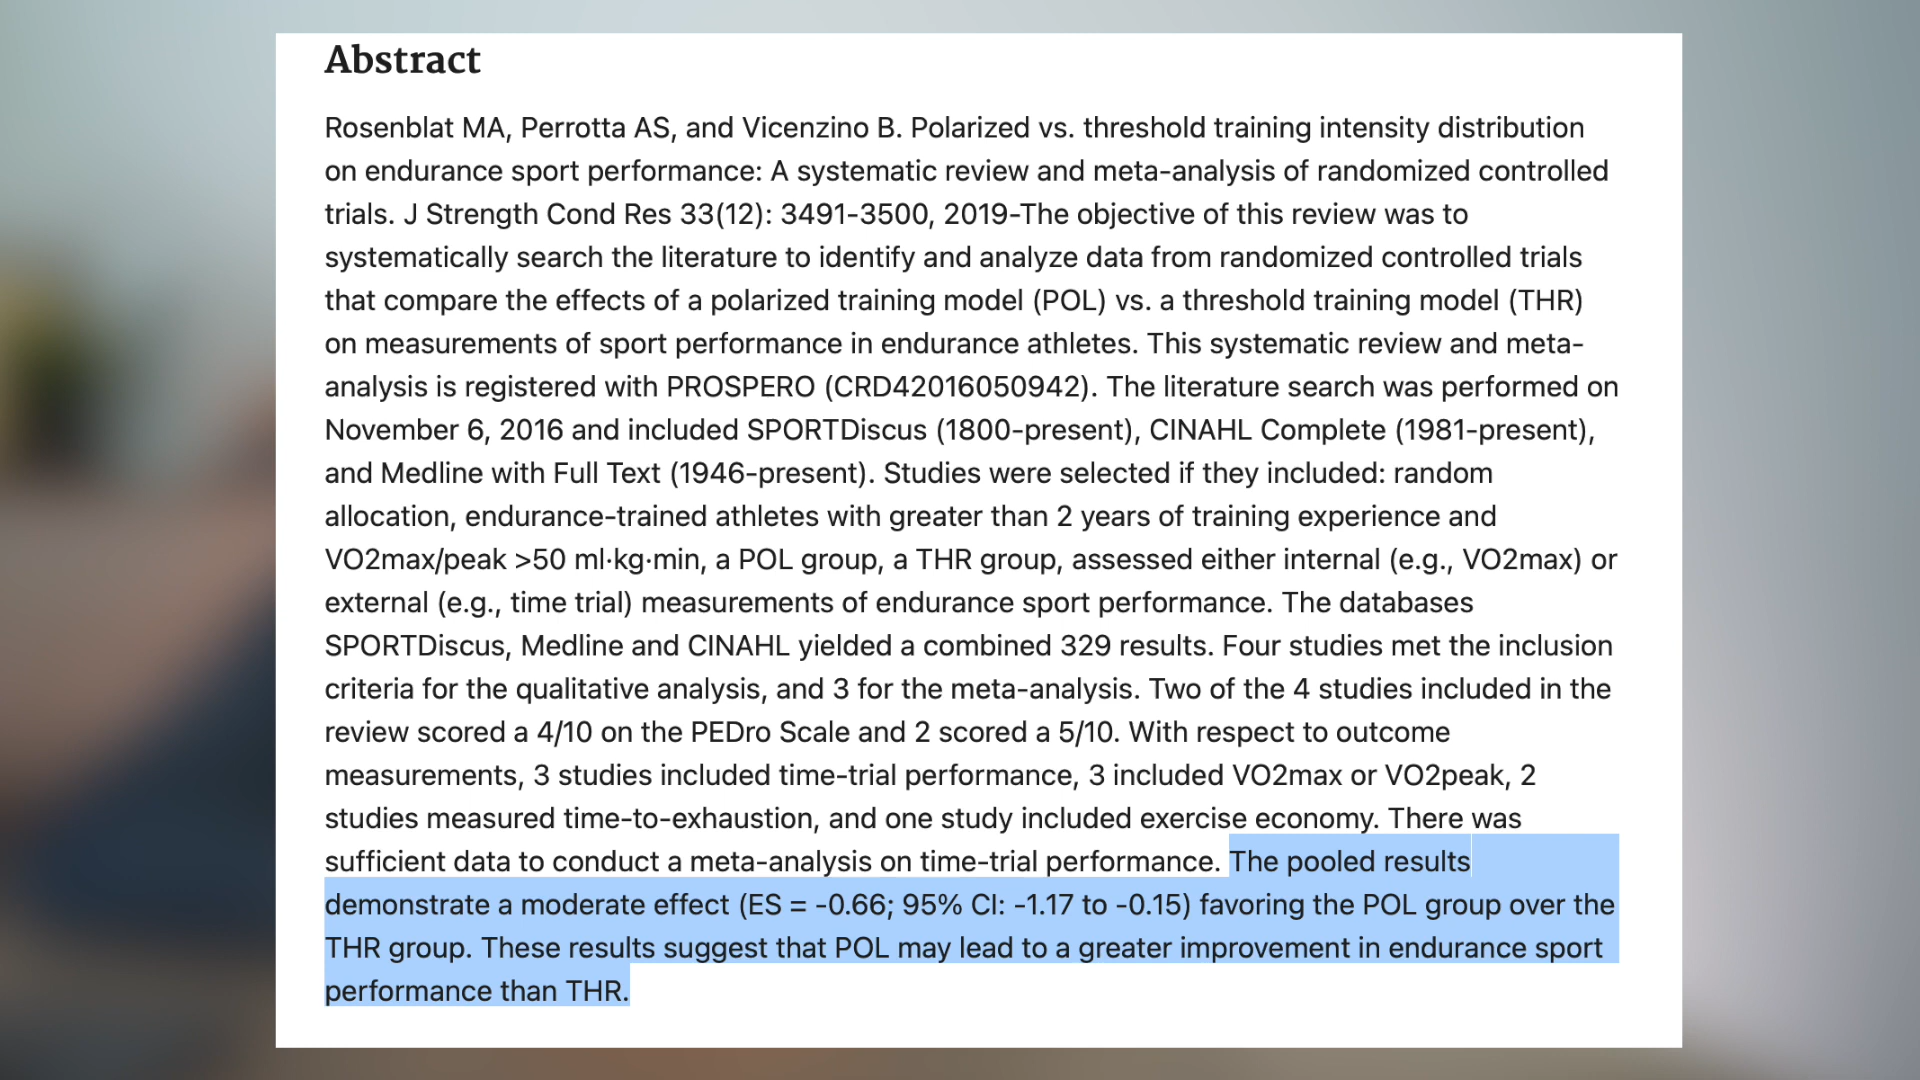 Abstract
Rosenblat MA, Perrotta AS, and Vicenzino B. Polarized vs. threshold training intensity distribution
on endurance sport performance: A systematic review and meta-analysis of randomized controlled
trials. J Strength Cond Res 33(12): 3491-3500, 2019-The objective of this review was to
systematically search the literature to identify and analyze data from randomized controlled trials
that compare the effects of a polarized training model (POL) vs. a threshold training model (THR)
on measurements of sport performance in endurance athletes. This systematic review and meta-
analysis is registered with PROSPERO (CRD42016050942). The literature search was performed on
November 6, 2016 and included SPORTDiscus (1800-present), CINAHL Complete (1981-present),
and Medline with Full Text (1946-present). Studies were selected if they included: random
allocation, endurance-trained athletes with greater than 2 years of training experience and
VO2max/peak >50 ml·kg·min, a POL group, a THR group, assessed either internal (e.g., VO2max) or
external (e.g., time trial) measurements of endurance sport performance. The databases
SPORTDiscus, Medline and CINAHL yielded a combined 329 results. Four studies met the inclusion
criteria for the qualitative analysis, and 3 for the meta-analysis. Two of the 4 studies included in the
review scored a 4/10 on the PEDro Scale and 2 scored a 5/10. With respect to outcome
measurements, 3 studies included time-trial performance, 3 included VO2max or VO2peak, 2
studies measured time-to-exhaustion, and one study included exercise economy. There was
sufficient data to conduct a meta-analysis on time-trial performance. The pooled results
demonstrate a moderate effect (ES = -0.66; 95% CI: -1.17 to -0.15) favoring the POL group over the
THR group. These results suggest that POL may lead to a greater improvement in endurance sport
performance than THR.